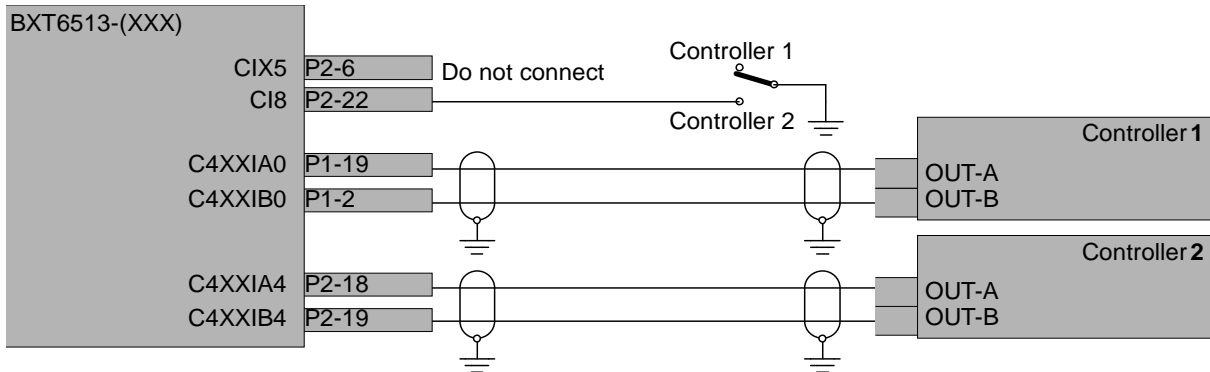 BXT6513-(XXX)
CIX5 P2-6 Do not connect
Controller 1
CI8 P2-22
Controller 2
Controller 1
C4XXIA0 P1-19
OUT-A
C4XXIB0 P1-2
OUT-B
Controller 2
C4XXIA4 P2-18
OUT-A
C4XXIB4 P2-19
OUT-B